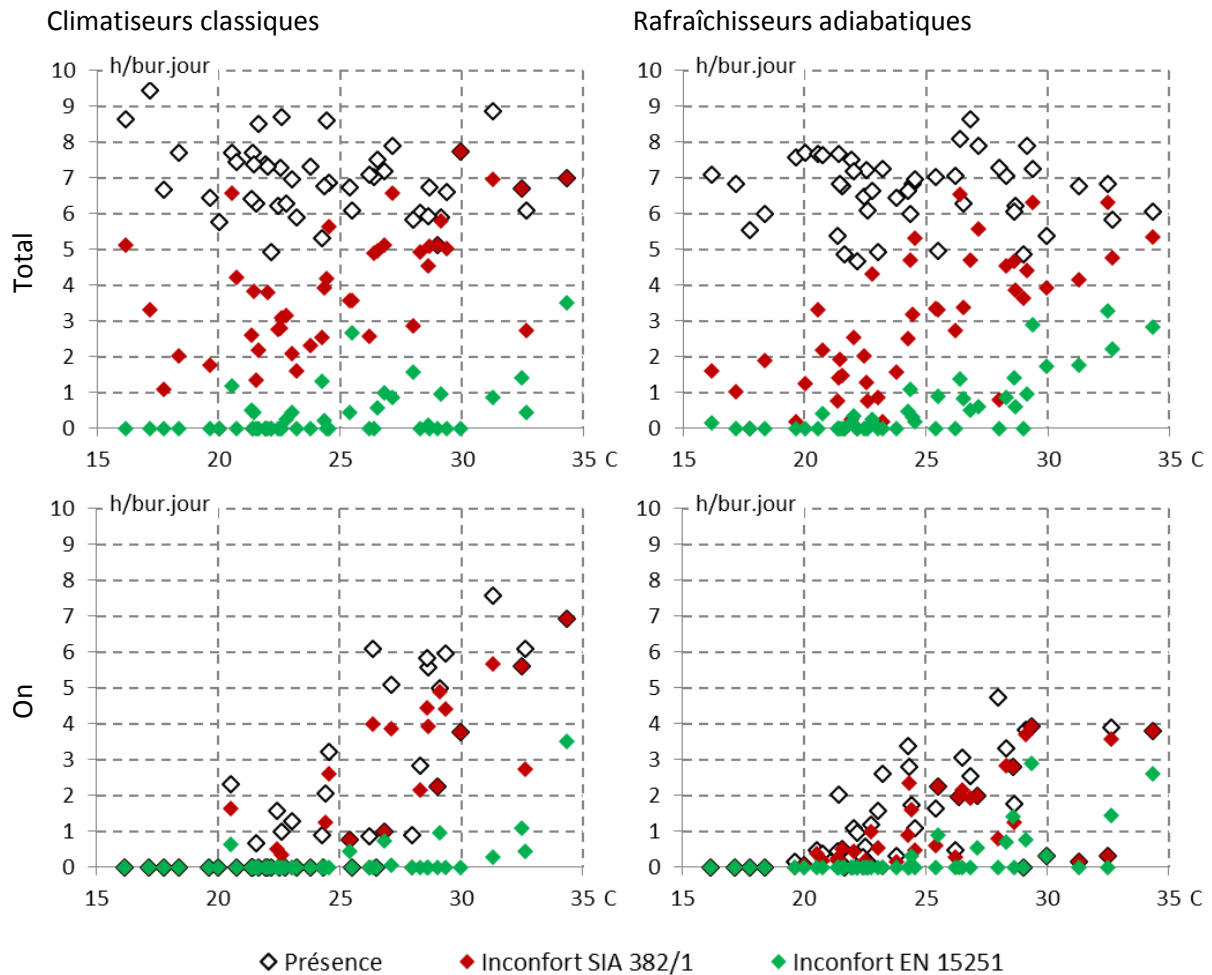 Climatiseurs classiques
Rafraîchisseurs adiabatiques
Total
h/bur.jour
10
9
8
7
6
5
4
3
2
1
0
15 20 25 30 35 C
h/bur.jour
10
9
8
7
6
5
4
3
2
1
0
15 20 25 30 35 C
On
h/bur.jour
10
9
8
7
6
5
4
3
2
1
0
15 20 25 30 35 C
h/bur.jour
10
9
8
7
6
5
4
3
2
1
0
15 20 25 30 35 C
Présence
Inconfort SIA 382/1
Inconfort EN 15251